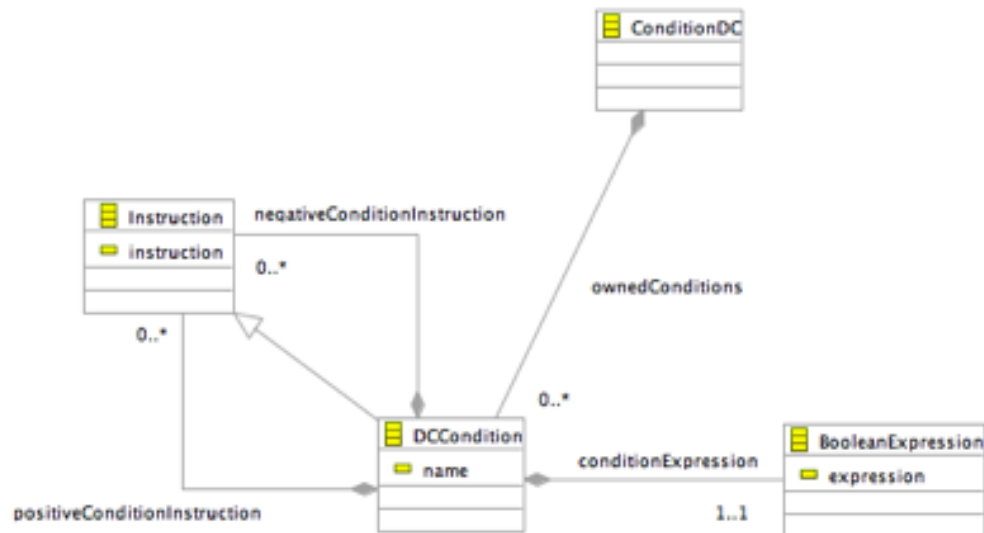 ConditionDC
Instruction
instruction
negativeConditionInstruction
0..*
ownedConditions
0..*
0..*
DCCondition
name
conditionExpression
1..1
BooleanExpression
expression
positiveConditionInstruction